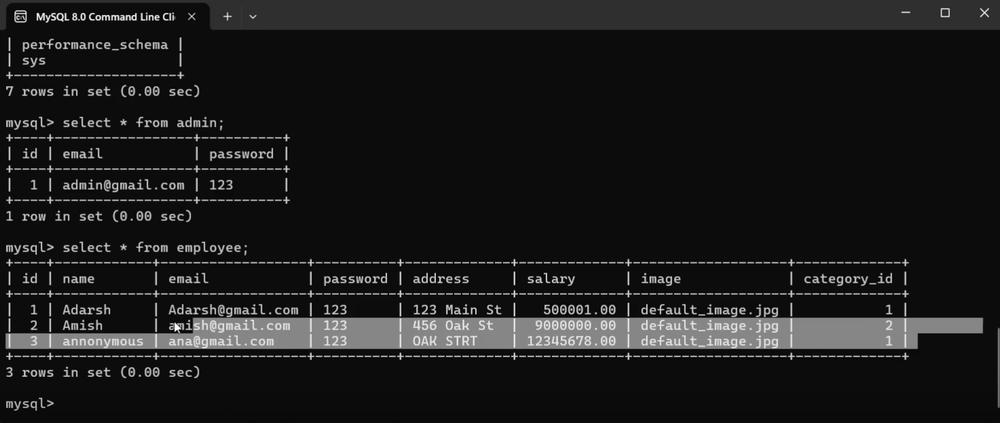 MySQL 8.0 Command Line Cli
| performance_schema |
| sys                |
+--------------------+
7 rows in set (0.00 sec)
mysql> select * from admin;
+----+-----------------+----------+
| id | email           | password |
+----+-----------------+----------+
|  1 | admin@gmail.com | 123      |
+----+-----------------+----------+
1 row in set (0.00 sec)
mysql> select * from employee;
+----+------------+------------------+----------+-------------+-------------+-------------------+-------------+
| id | name       | email            | password | address     | salary      | image             | category_id |
+----+------------+------------------+----------+-------------+-------------+-------------------+-------------+
|  1 | Adarsh     | Adarsh@gmail.com | 123      | 123 Main St |   500001.00 | default_image.jpg |           1 |
|  2 | Amish      | amish@gmail.com  | 123      | 456 Oak St  |  9000000.00 | default_image.jpg |           2 |
|  3 | annonymous | ana@gmail.com    | 123      | OAK STRT    | 12345678.00 | default_image.jpg |           1 |
+----+------------+------------------+----------+-------------+-------------+-------------------+-------------+
3 rows in set (0.00 sec)
mysql>